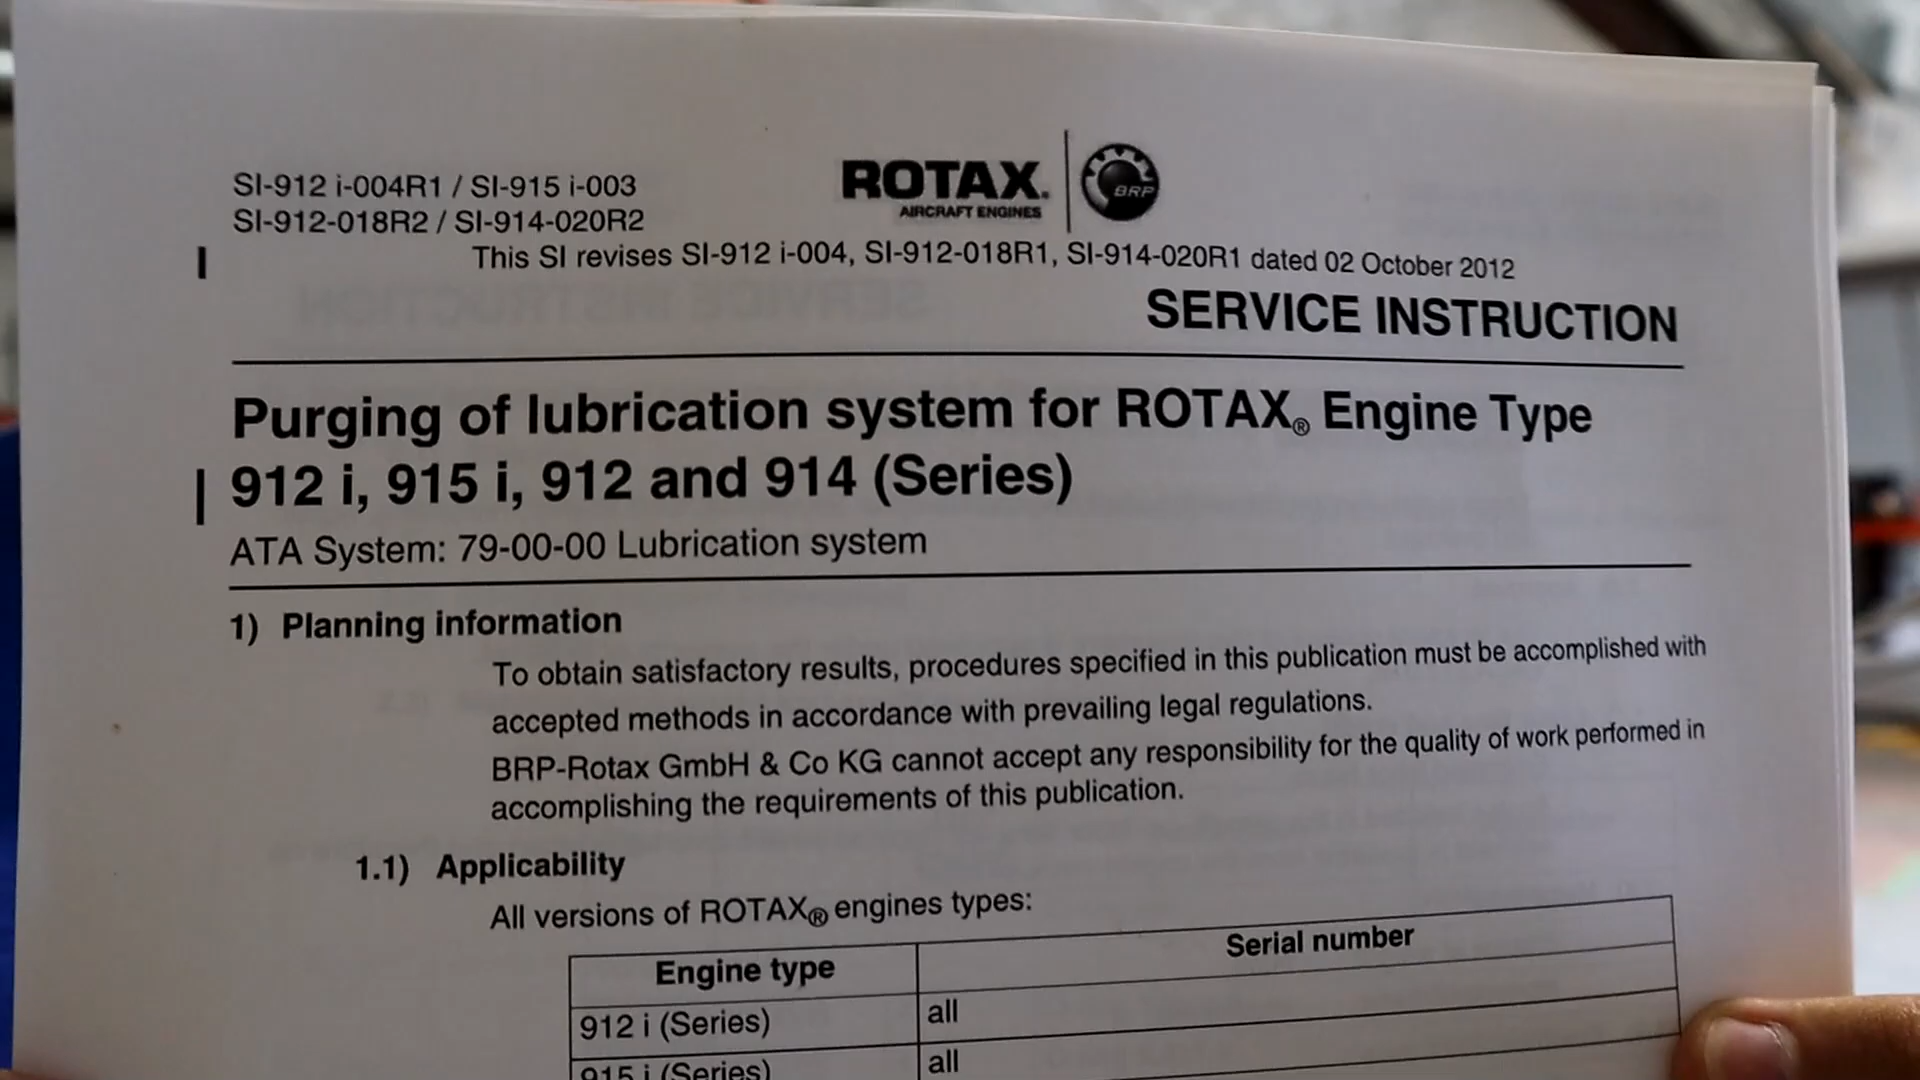 SI-912 i-004R1 / SI-915 i-003
SI-912-018R2 / SI-914-020R2
ROTAX.
AIRCRAFT ENGINES
BRP
This SI revises SI-912 i-004, SI-912-018R1, SI-914-020R1 dated 02 October 2012
SERVICE INSTRUCTION
Purging of lubrication system for ROTAX® Engine Type
912 i, 915 i, 912 and 914 (Series)
ATA System: 79-00-00 Lubrication system
1) Planning information
To obtain satisfactory results, procedures specified in this publication must be accomplished with
accepted methods in accordance with prevailing legal regulations.
BRP-Rotax GmbH & Co KG cannot accept any responsibility for the quality of work performed in
accomplishing the requirements of this publication.
1.1) Applicability
All versions of ROTAX® engines types:
Engine type Serial number
912 i (Series) all
915 i (Series) all